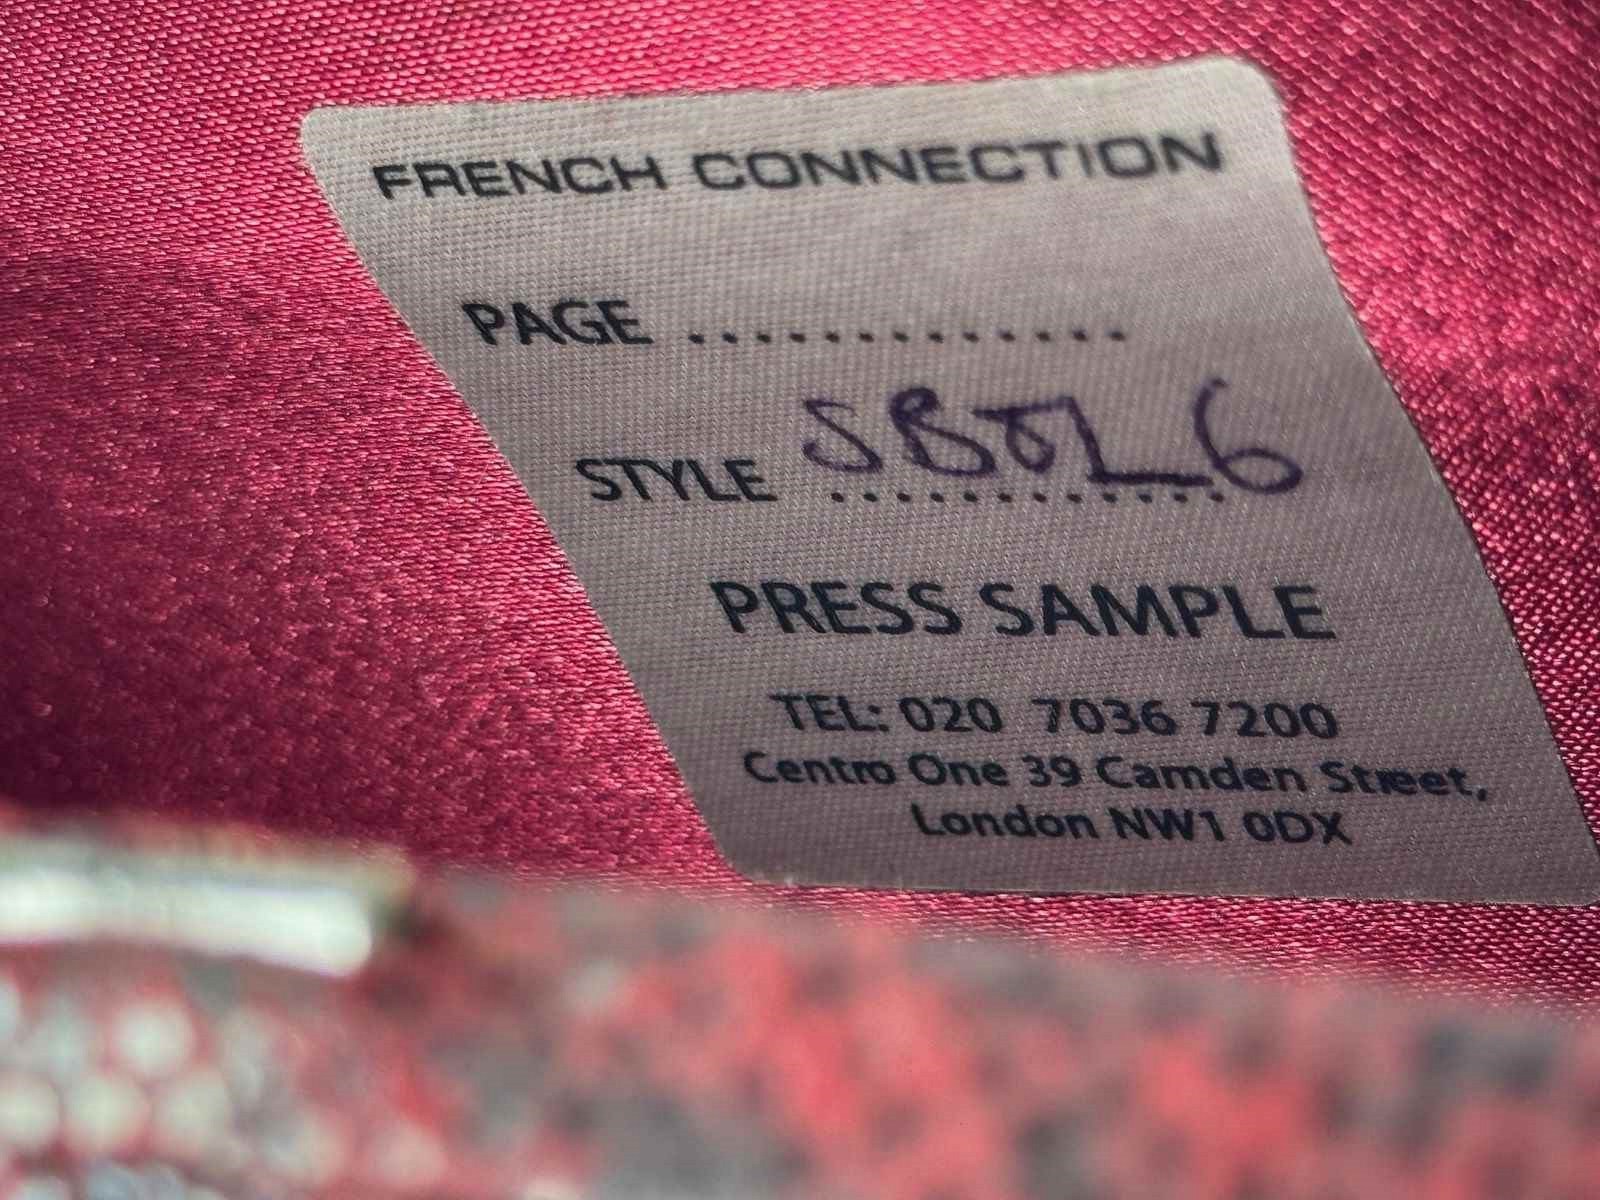 FRENCH CONNECTION
PAGE ..............
STYLE
PRESS SAMPLE
TEL: 020 7036 7200
Centro One 39 Camden Street,
London NW1 0DX